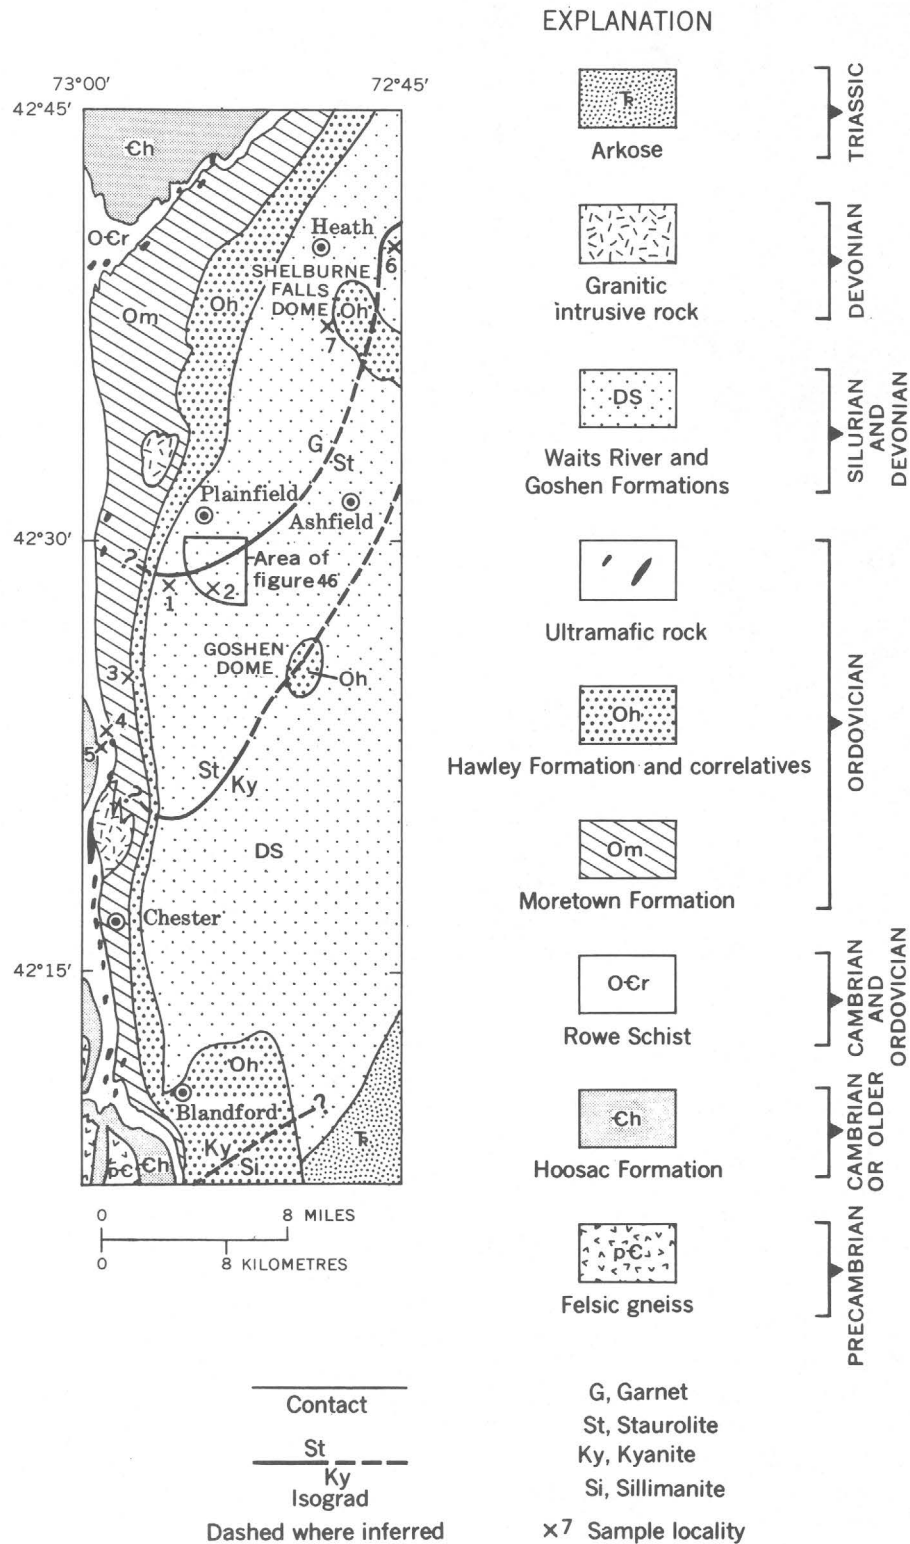 EXPLANATION
73°00'
72°45'
42°45'
Ꞓh
OꞒr
Heath
6
SHELBURNE
FALLS
DOME
Oh
Oh
Om
7
G
St
Plainfield
Ashfield
42°30'
?
Area of
figure 46
1
2
GOSHEN
DOME
Oh
3
4
5
St
Ky
?
DS
Chester
42°15'
Oh
Blandford
?
Ky
Si
Ꞓh
pꞒ
TR
0
8 MILES
0
8 KILOMETRES
TR
Arkose
TRIASSIC
Granitic
intrusive rock
DEVONIAN
DS
Waits River and
Goshen Formations
SILURIAN
AND
DEVONIAN
Ultramafic rock
Oh
Hawley Formation and correlatives
Om
Moretown Formation
ORDOVICIAN
OꞒr
Rowe Schist
CAMBRIAN
AND
ORDOVICIAN
Ꞓh
Hoosac Formation
CAMBRIAN
OR OLDER
pꞒ
Felsic gneiss
PRECAMBRIAN
Contact
St
Ky
Isograd
Dashed where inferred
G, Garnet
St, Staurolite
Ky, Kyanite
Si, Sillimanite
×7 Sample locality